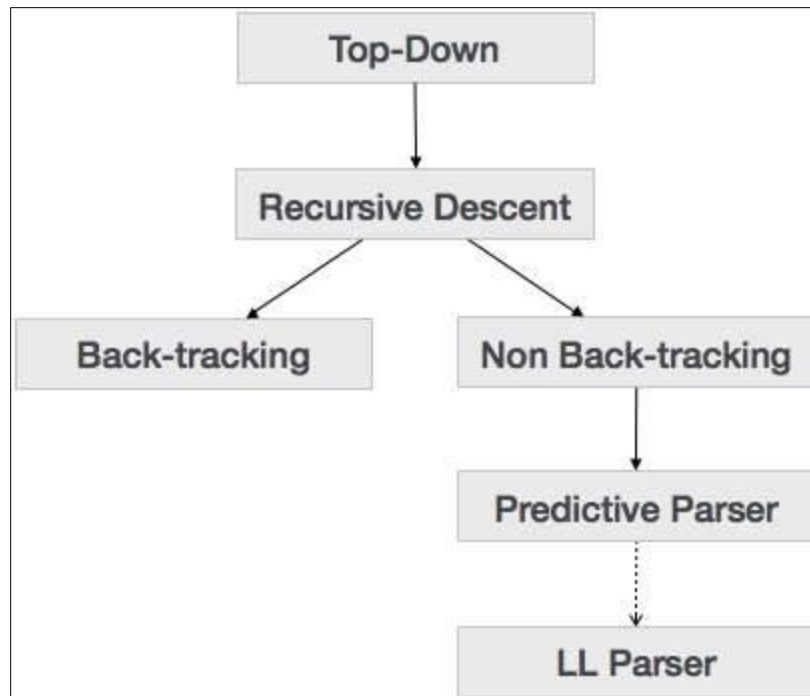 Top-Down
Recursive Descent
Back-tracking
Non Back-tracking
Predictive Parser
LL Parser